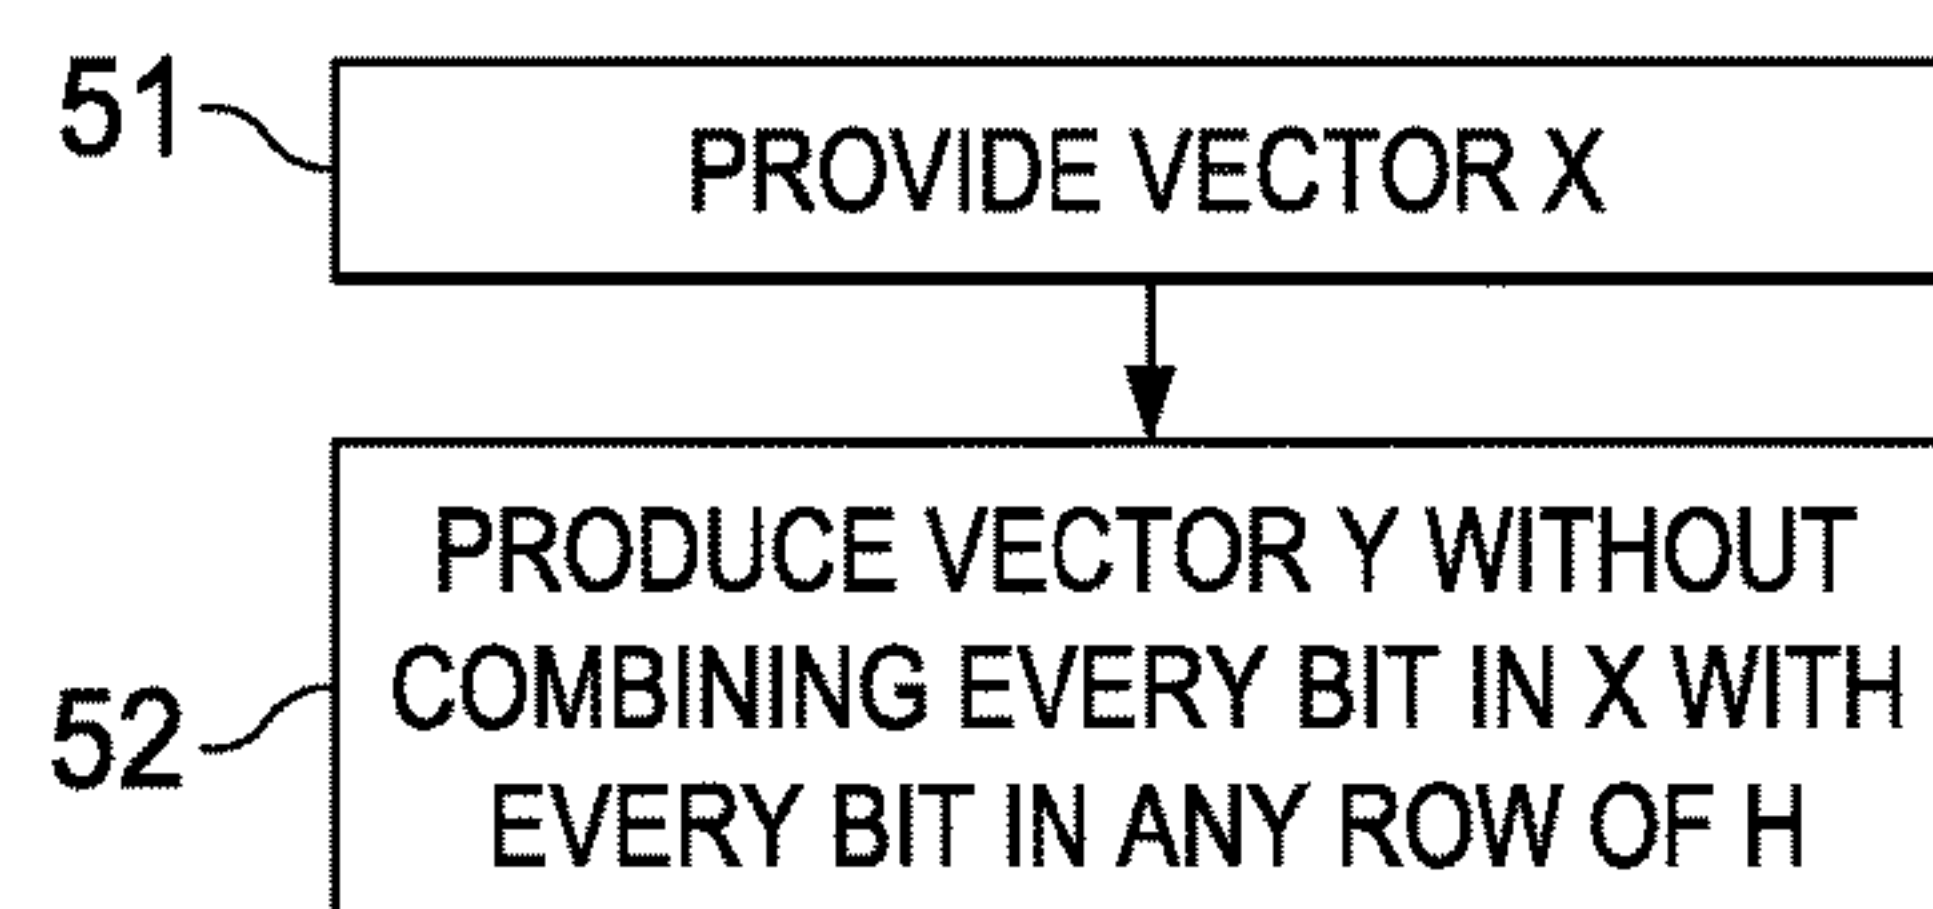 51
PROVIDE VECTOR X
PRODUCE VECTOR Y WITHOUT
COMBINING EVERY BIT IN X WITH
52
EVERY BIT IN ANY ROW OF H